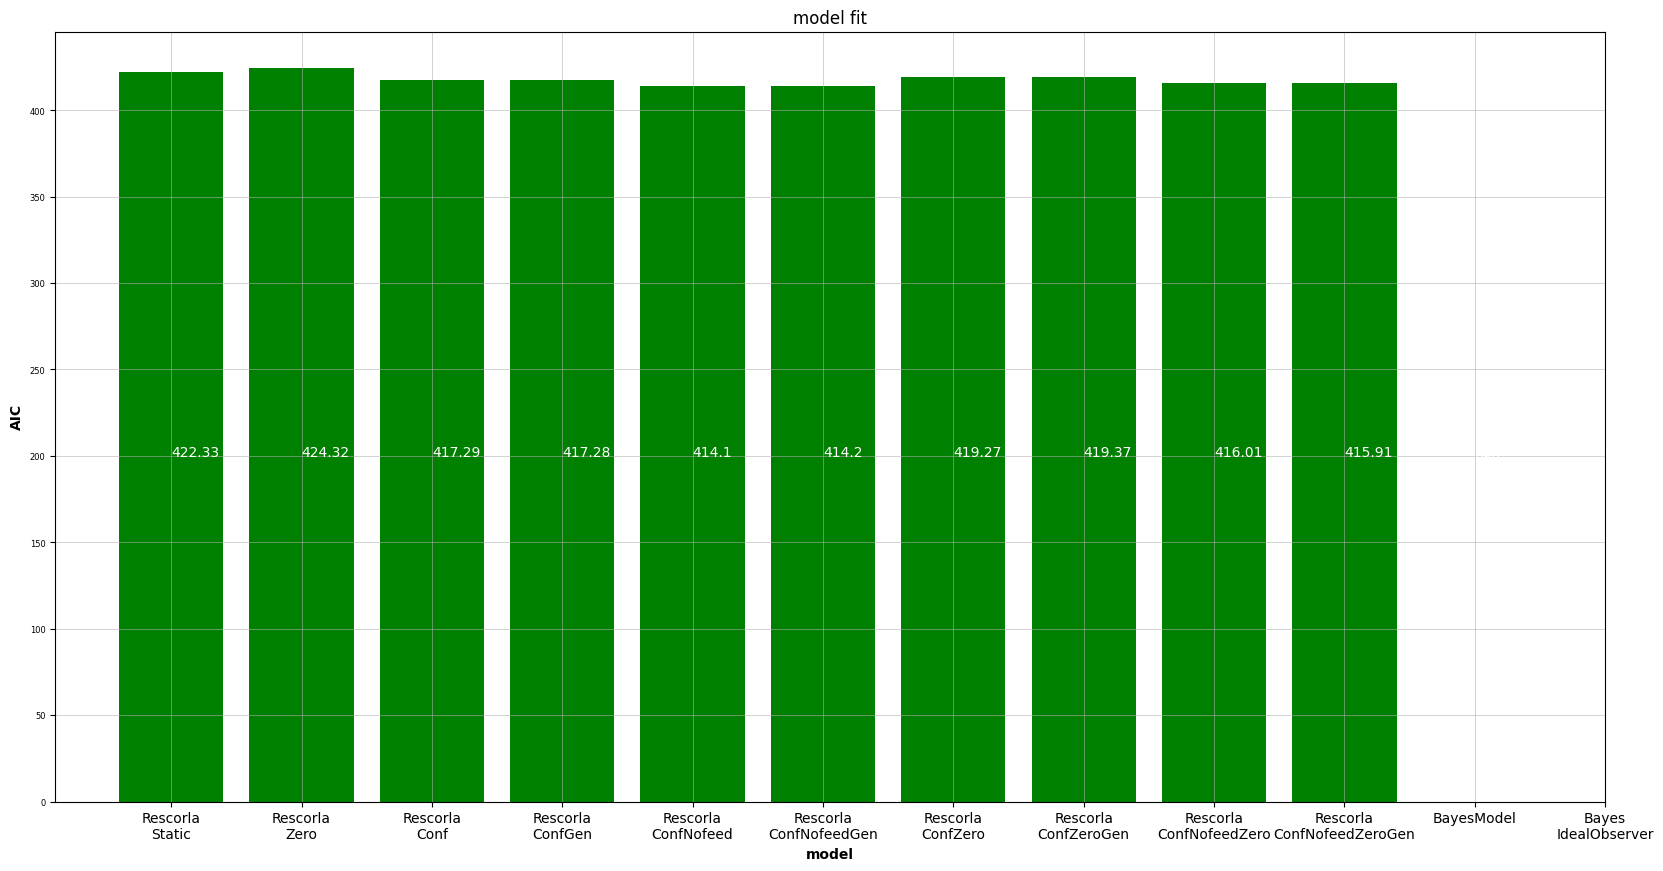 model fit
400
350
300
250
200
150
100
50
0
AIC
422.33
424.32
417.29
417.28
414.1
414.2
419.27
419.37
416.01
415.91
Rescorla
Static
Rescorla
Zero
Rescorla
Conf
Rescorla
ConfGen
Rescorla
ConfNofeed
Rescorla
ConfNofeedGen
Rescorla
ConfZero
Rescorla
ConfZeroGen
Rescorla
ConfNofeedZero
Rescorla
ConfNofeedZeroGen
BayesModel
Bayes
IdealObserver
model